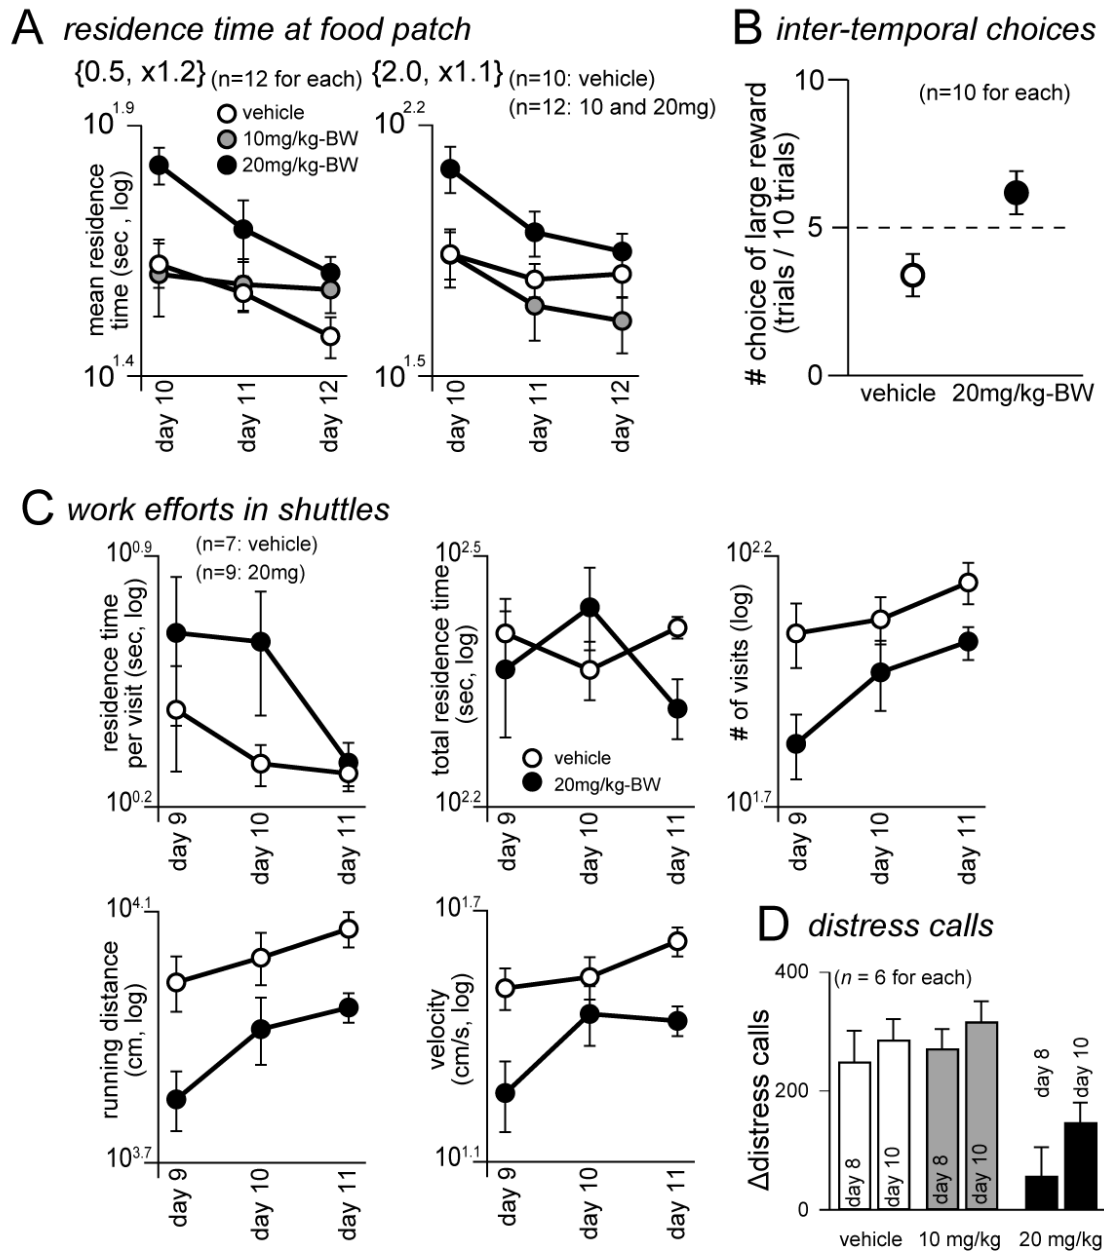 A residence time at food patch
{0.5, x1.2} (n=12 for each)
10^1.9
vehicle
10mg/kg-BW
20mg/kg-BW
mean residence
time (sec , log)
10^1.4
day 10
day 11
day 12
{2.0, x1.1} (n=10: vehicle)
(n=12: 10 and 20mg)
10^2.2
10^1.5
day 10
day 11
day 12
B inter-temporal choices
(n=10 for each)
# choice of large reward
(trials / 10 trials)
10
5
0
vehicle
20mg/kg-BW
C work efforts in shuttles
(n=7: vehicle)
(n=9: 20mg)
10^0.9
residence time
per visit (sec, log)
10^0.2
day 9
day 10
day 11
10^2.5
total residence time
(sec, log)
vehicle
20mg/kg-BW
10^2.2
day 9
day 10
day 11
10^2.2
# of visits (log)
10^1.7
day 9
day 10
day 11
10^4.1
running distance
(cm, log)
10^3.7
day 9
day 10
day 11
10^1.7
velocity
(cm/s, log)
10^1.1
day 9
day 10
day 11
D distress calls
(n = 6 for each)
Δdistress calls
400
200
0
day 8
day 10
day 8
day 10
day 8
day 10
vehicle
10 mg/kg
20 mg/kg